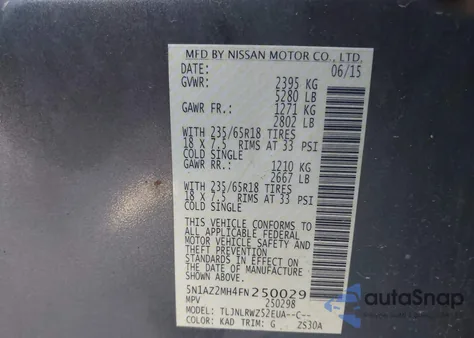 MFD BY NISSAN MOTOR CO., LTD.
DATE: 06/15
GVWR: 2395 KG
5280 LB
GAWR FR.: 1271 KG
2802 LB
WITH 235/65R18 TIRES
18 X 7.5 RIMS AT 33 PSI
COLD SINGLE
GAWR RR.: 1210 KG
2667 LB
WITH 235/65R18 TIRES
18 X 7.5 RIMS AT 33 PSI
COLD SINGLE
THIS VEHICLE CONFORMS TO
ALL APPLICABLE FEDERAL
MOTOR VEHICLE SAFETY AND
THEFT PREVENTION
STANDARDS IN EFFECT ON
THE DATE OF MANUFACTURE
SHOWN ABOVE.
5N1AZ2MH4FN250029
250298
MPV
MODEL: TLJNLRWZ52EUA--C--
COLOR: KAD TRIM: G ZS30A
autoSnap